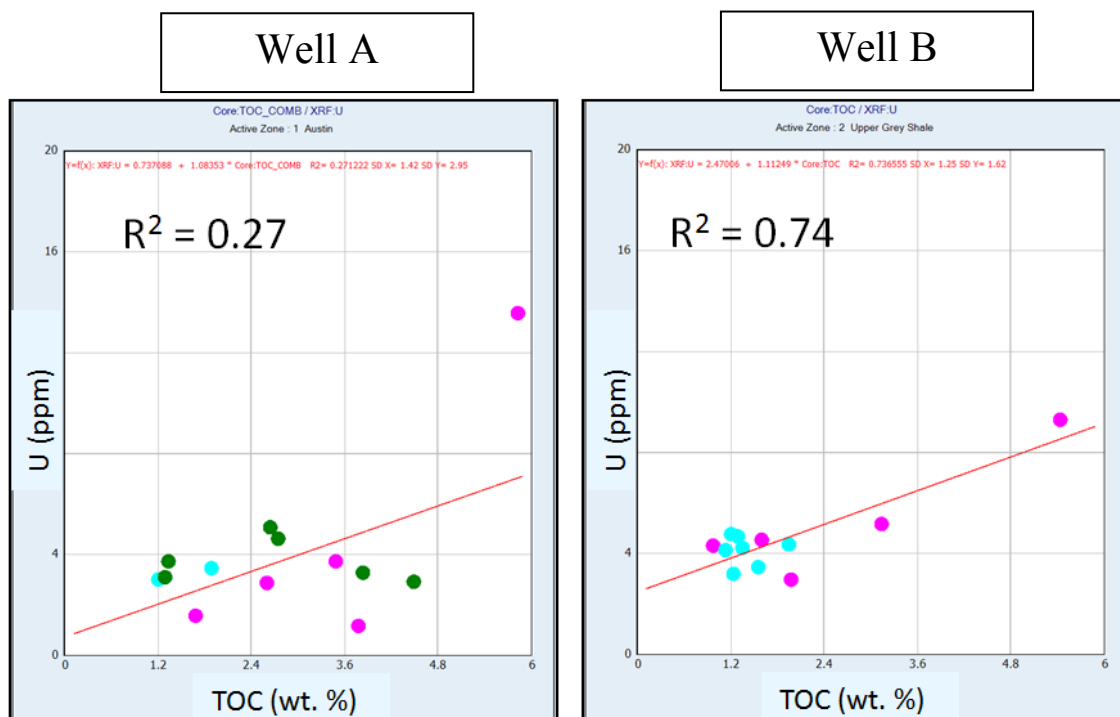 Well A
Core:TOC_COMB / XRF:U
Active Zone : 1 Austin
Y=f(x): XRF:U = 0.737088 + 1.08353 * Core:TOC_COMB R2= 0.271222 SD X= 1.42 SD Y= 2.95
R² = 0.27
20
16
4
0
U (ppm)
0 1.2 2.4 3.6 4.8 6
TOC (wt. %)
Well B
Core:TOC / XRF:U
Active Zone : 2 Upper Grey Shale
Y=f(x): XRF:U = 2.47006 + 1.11249 * Core:TOC R2= 0.736555 SD X= 1.25 SD Y= 1.62
R² = 0.74
20
16
4
0
U (ppm)
0 1.2 2.4 3.6 4.8 6
TOC (wt. %)